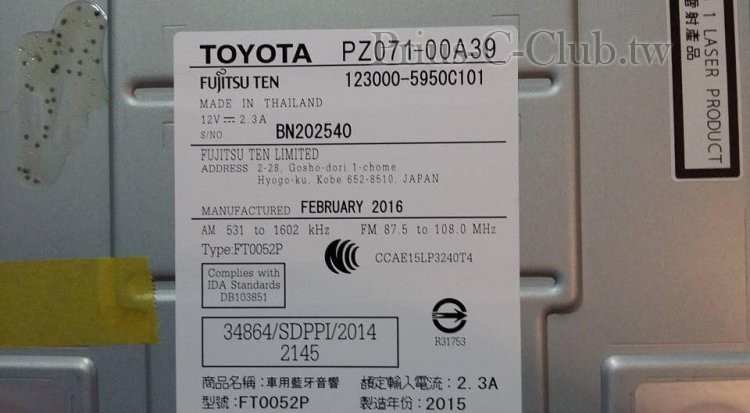 TOYOTA PZ071-00A39
FUJITSU TEN 123000-5950C101
MADE IN THAILAND
12V 2.3A
S/NO. BN202540
FUJITSU TEN LIMITED
ADDRESS 2-28, Gosho-dori 1-chome
Hyogo-ku, Kobe 652-8510, JAPAN
MANUFACTURED FEBRUARY 2016
AM 531 to 1602 kHz FM 87.5 to 108.0 MHz
Type:FT0052P
CCAE15LP3240T4
Complies with
IDA Standards
DB103851
34864/SDPPI/2014
2145
R31753
商品名稱:車用藍牙音響 額定輸入電流:2.3A
型號:FT0052P 製造年份:2015
1 LASER PRODUCT
雷射產品
PriusC-Club.tw